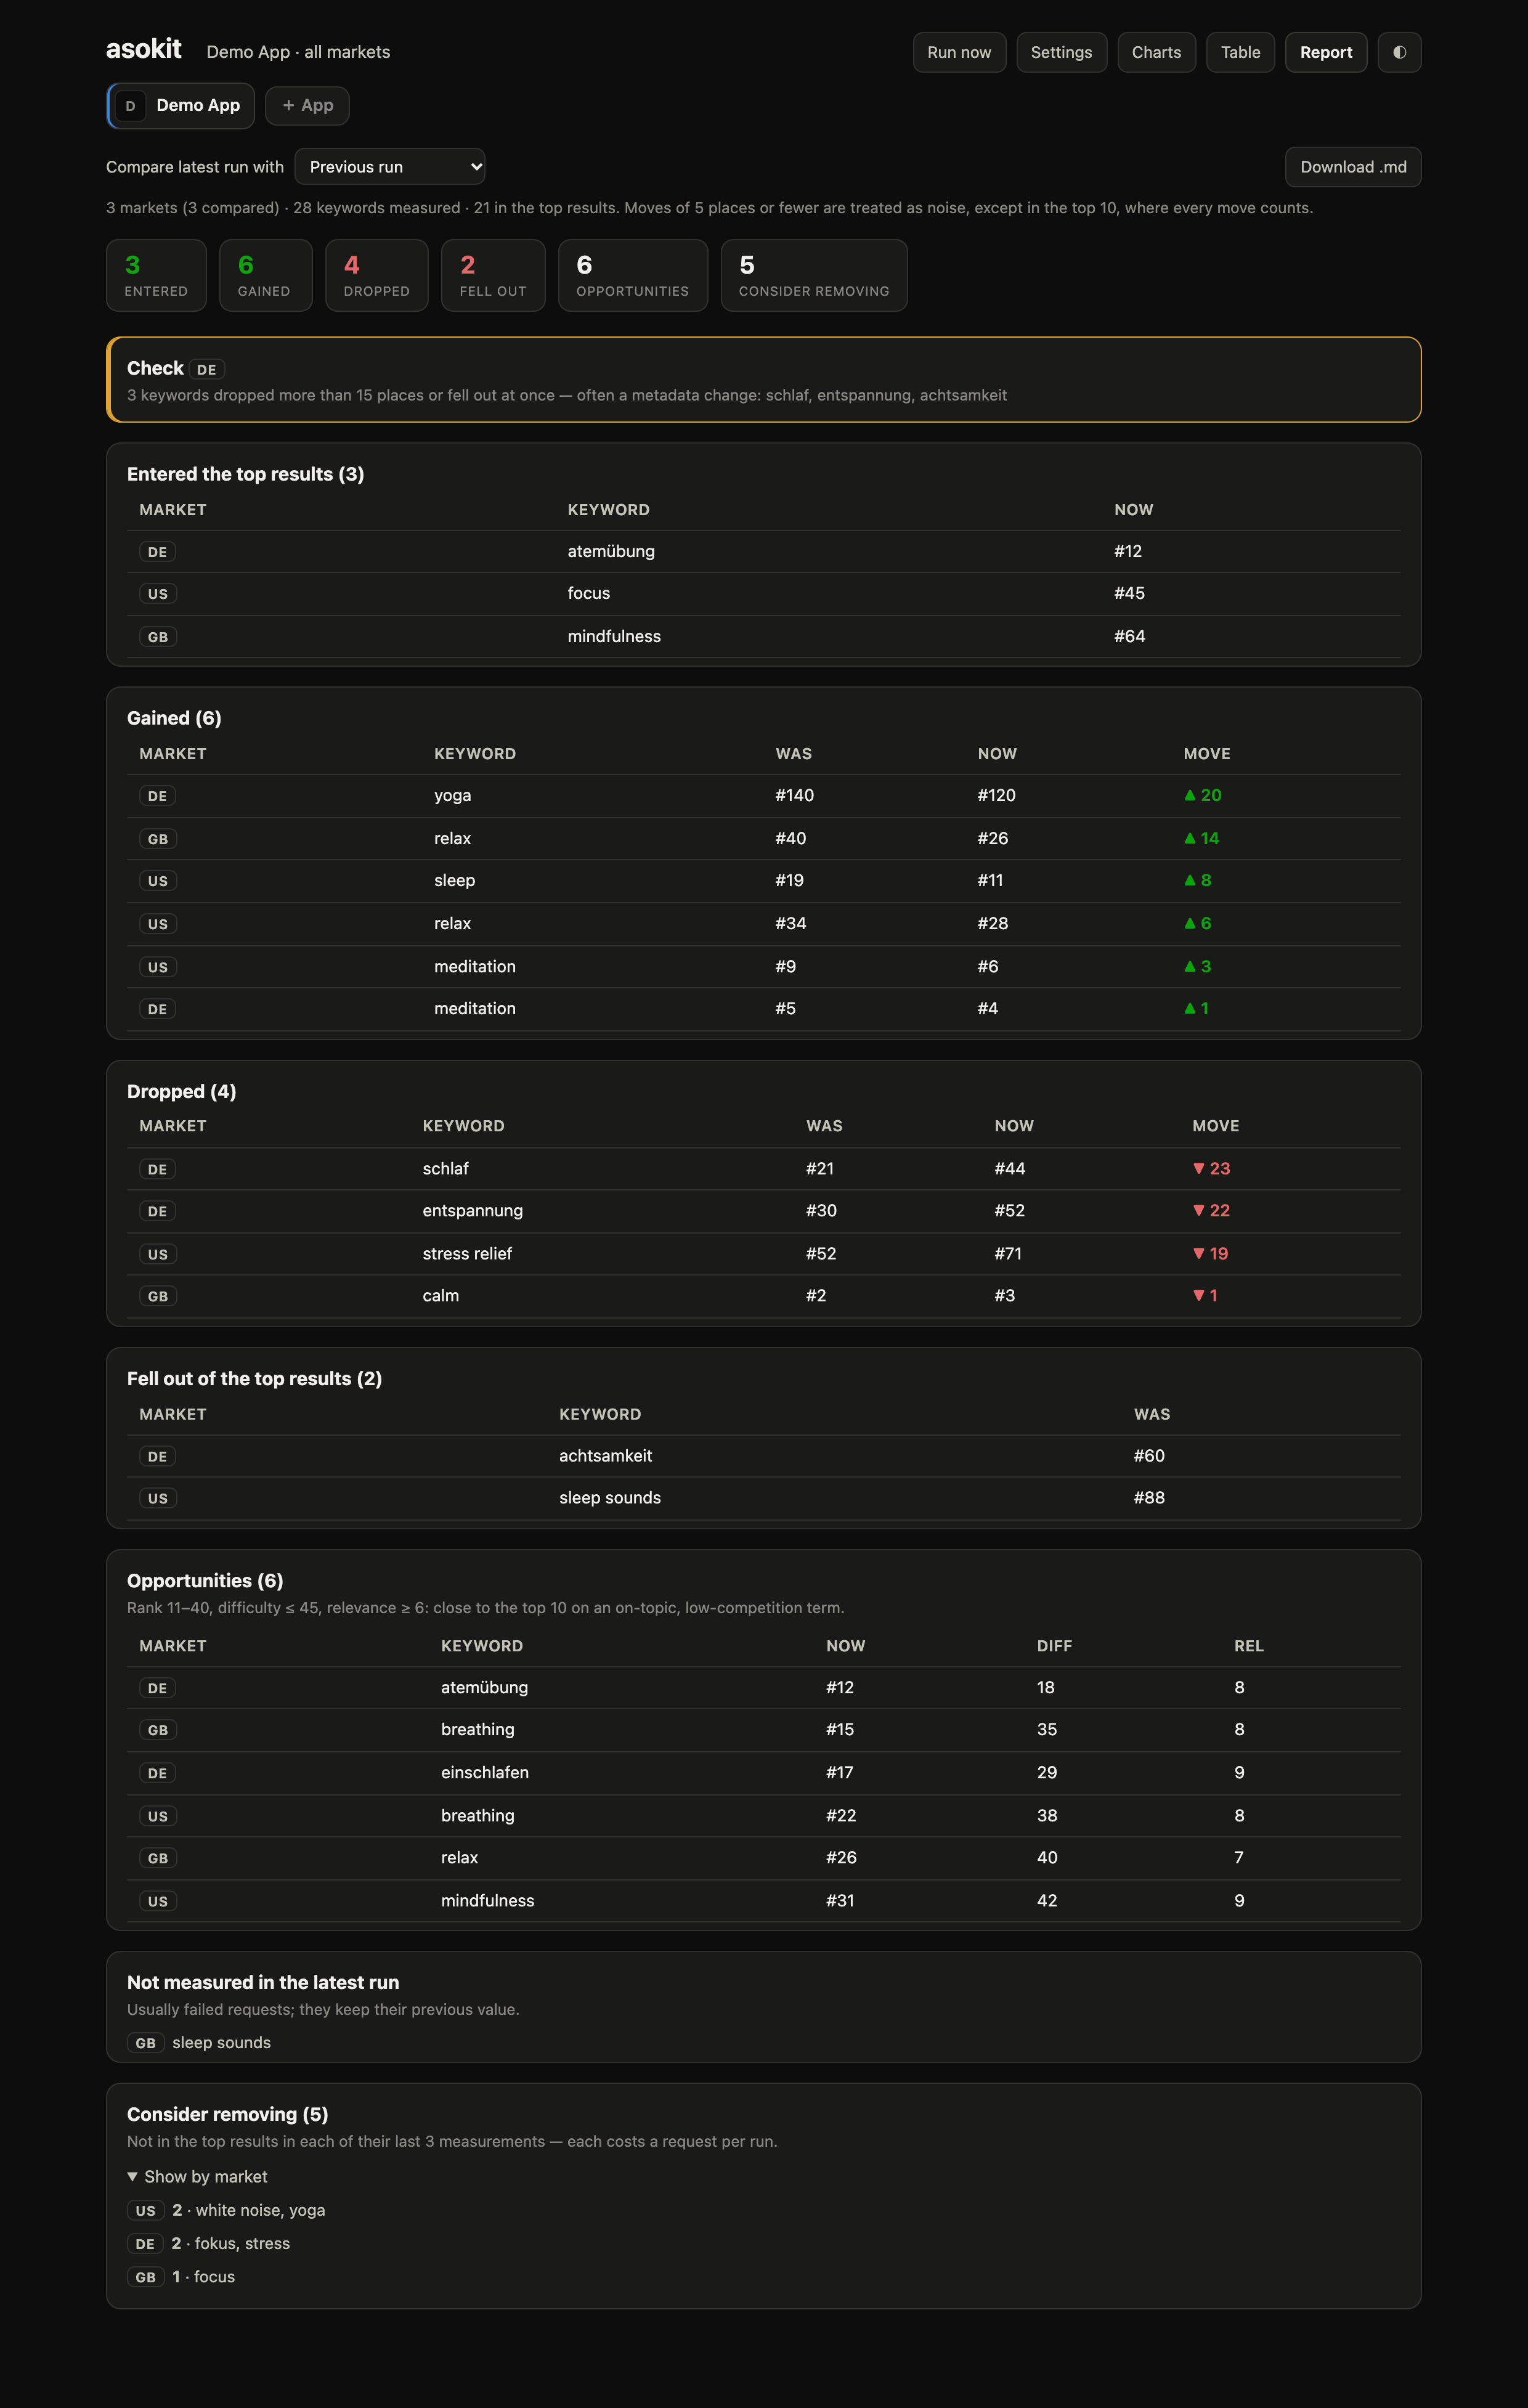 asokit Demo App · all markets Run now Settings Charts Table Report
D Demo App + App
Compare latest run with Previous run Download .md
3 markets (3 compared) · 28 keywords measured · 21 in the top results. Moves of 5 places or fewer are treated as noise, except in the top 10, where every move counts.
3 6 4 2 6 5
ENTERED GAINED DROPPED FELL OUT OPPORTUNITIES CONSIDER REMOVING
Check DE
3 keywords dropped more than 15 places or fell out at once — often a metadata change: schlaf, entspannung, achtsamkeit
Entered the top results (3)
MARKET KEYWORD NOW
DE atemübung #12
US focus #45
GB mindfulness #64
Gained (6)
MARKET KEYWORD WAS NOW MOVE
DE yoga #140 #120 ▲ 20
GB relax #40 #26 ▲ 14
US sleep #19 #11 ▲ 8
US relax #34 #28 ▲ 6
US meditation #9 #6 ▲ 3
DE meditation #5 #4 ▲ 1
Dropped (4)
MARKET KEYWORD WAS NOW MOVE
DE schlaf #21 #44 ▼ 23
DE entspannung #30 #52 ▼ 22
US stress relief #52 #71 ▼ 19
GB calm #2 #3 ▼ 1
Fell out of the top results (2)
MARKET KEYWORD WAS
DE achtsamkeit #60
US sleep sounds #88
Opportunities (6)
Rank 11–40, difficulty ≤ 45, relevance ≥ 6: close to the top 10 on an on-topic, low-competition term.
MARKET KEYWORD NOW DIFF REL
DE atemübung #12 18 8
GB breathing #15 35 8
DE einschlafen #17 29 9
US breathing #22 38 8
GB relax #26 40 7
US mindfulness #31 42 9
Not measured in the latest run
Usually failed requests; they keep their previous value.
GB sleep sounds
Consider removing (5)
Not in the top results in each of their last 3 measurements — each costs a request per run.
▼ Show by market
US 2 · white noise, yoga
DE 2 · fokus, stress
GB 1 · focus